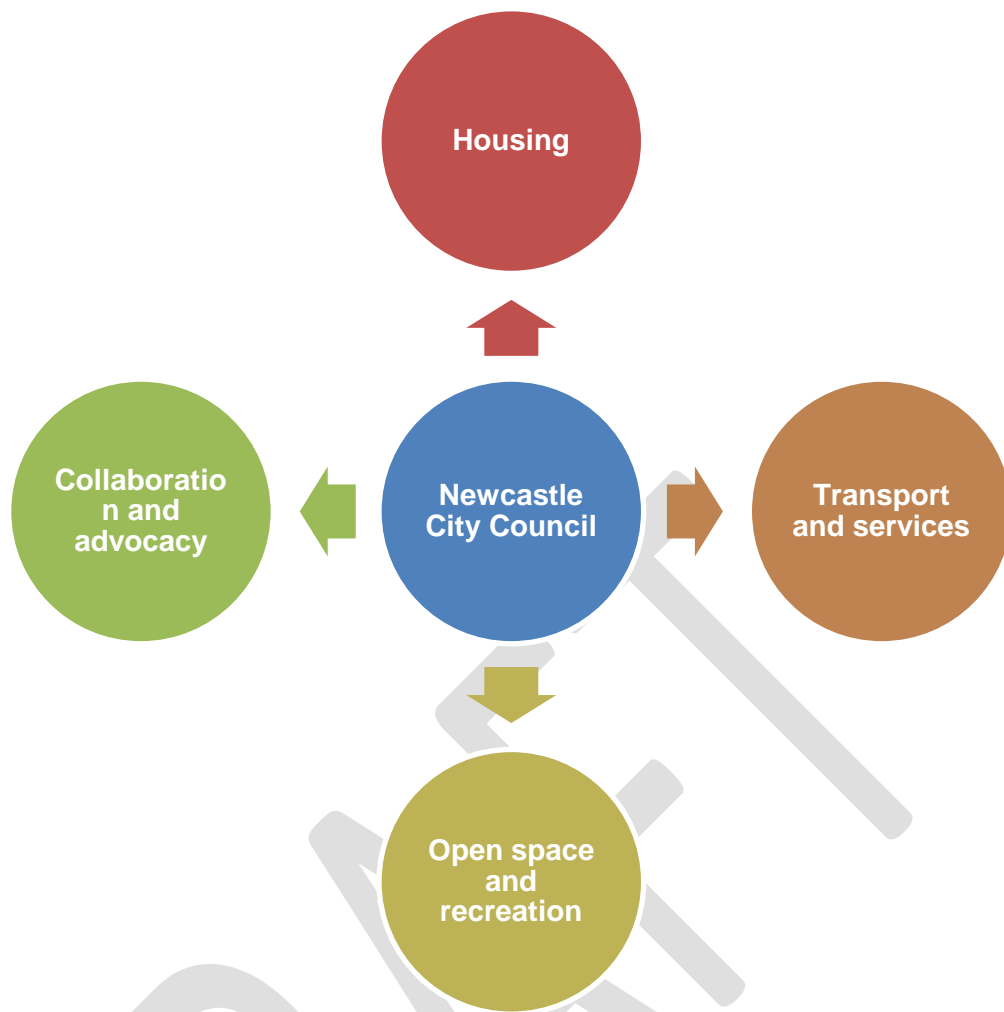 Housing
Collaboratio
n and
advocacy
Newcastle
City Council
Transport
and services
Open space
and
recreation